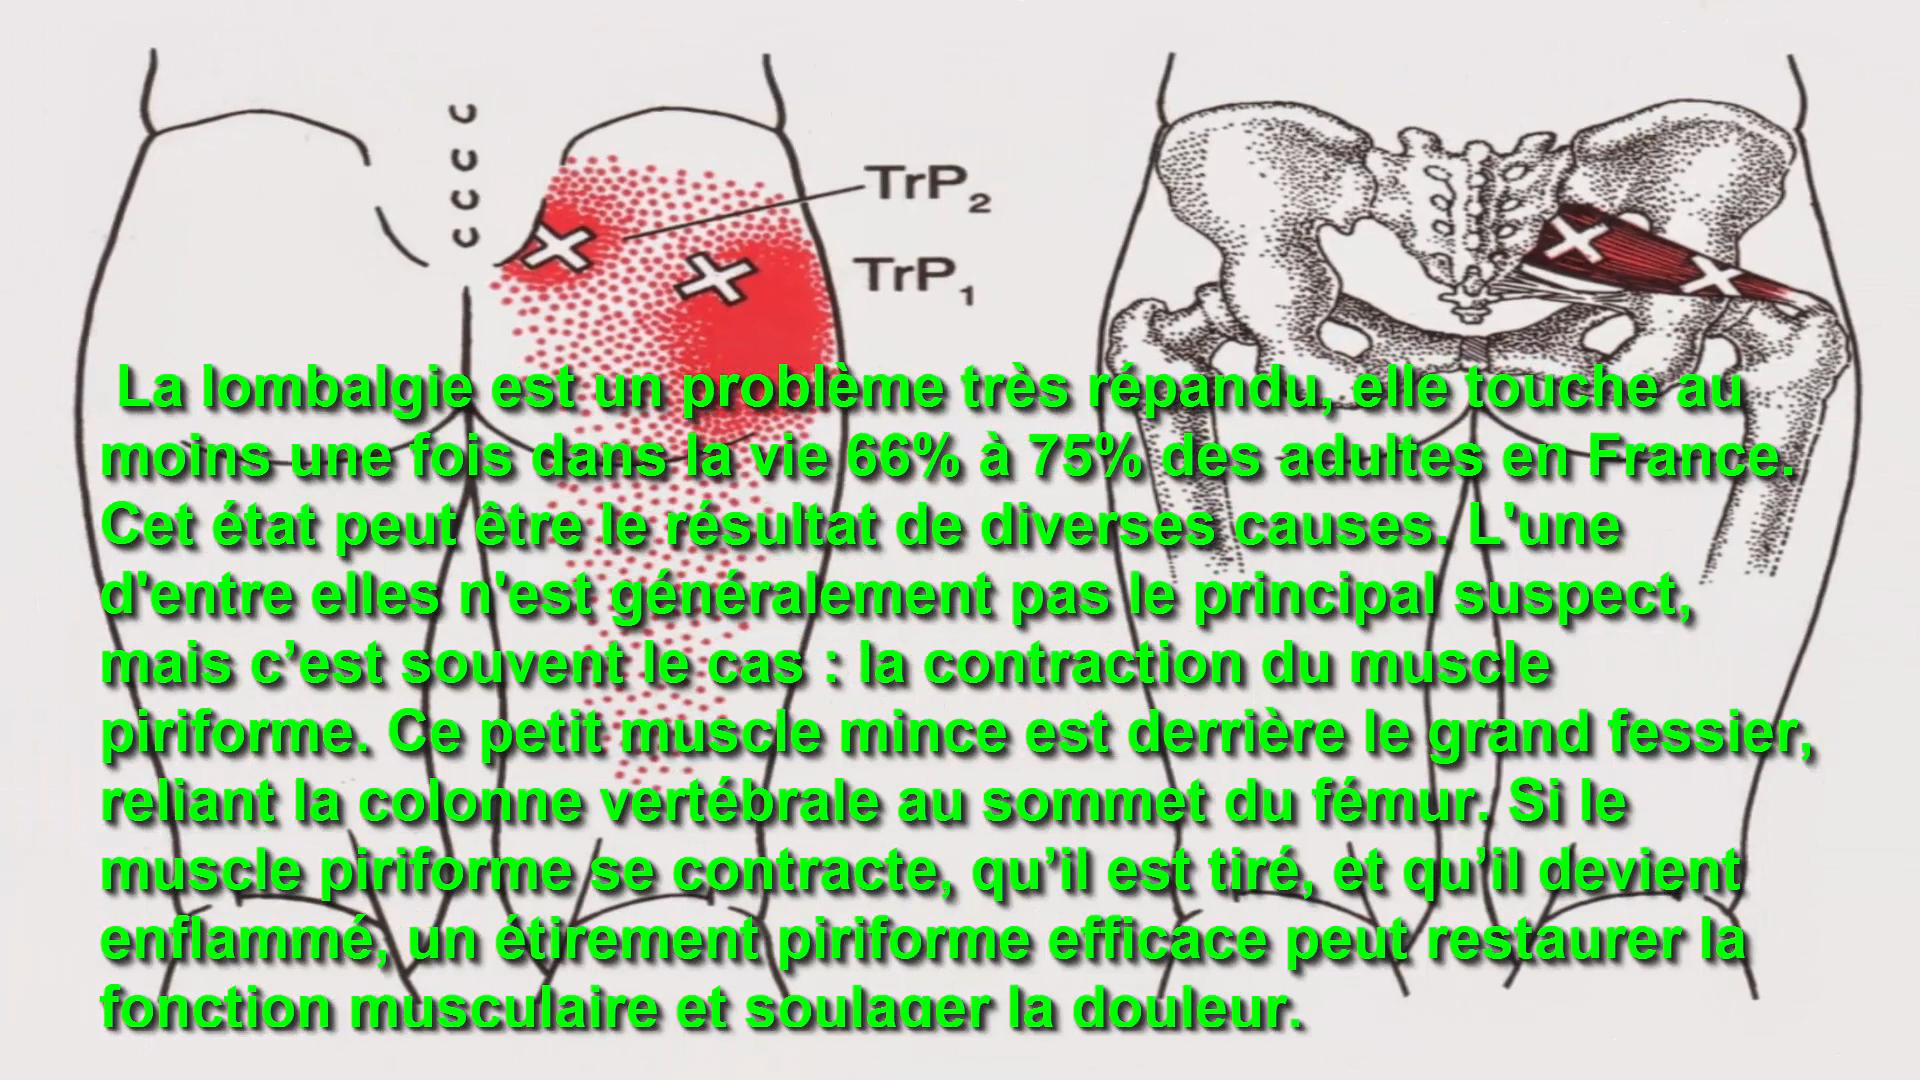 TrP2
TrP1
La lombalgie est un problème très répandu, elle touche au
moins une fois dans la vie 66% à 75% des adultes en France.
Cet état peut être le résultat de diverses causes. L'une
d'entre elles n'est généralement pas le principal suspect,
mais c’est souvent le cas : la contraction du muscle
piriforme. Ce petit muscle mince est derrière le grand fessier,
reliant la colonne vertébrale au sommet du fémur. Si le
muscle piriforme se contracte, qu’il est tiré, et qu’il devient
enflammé, un étirement piriforme efficace peut restaurer la
fonction musculaire et soulager la douleur.